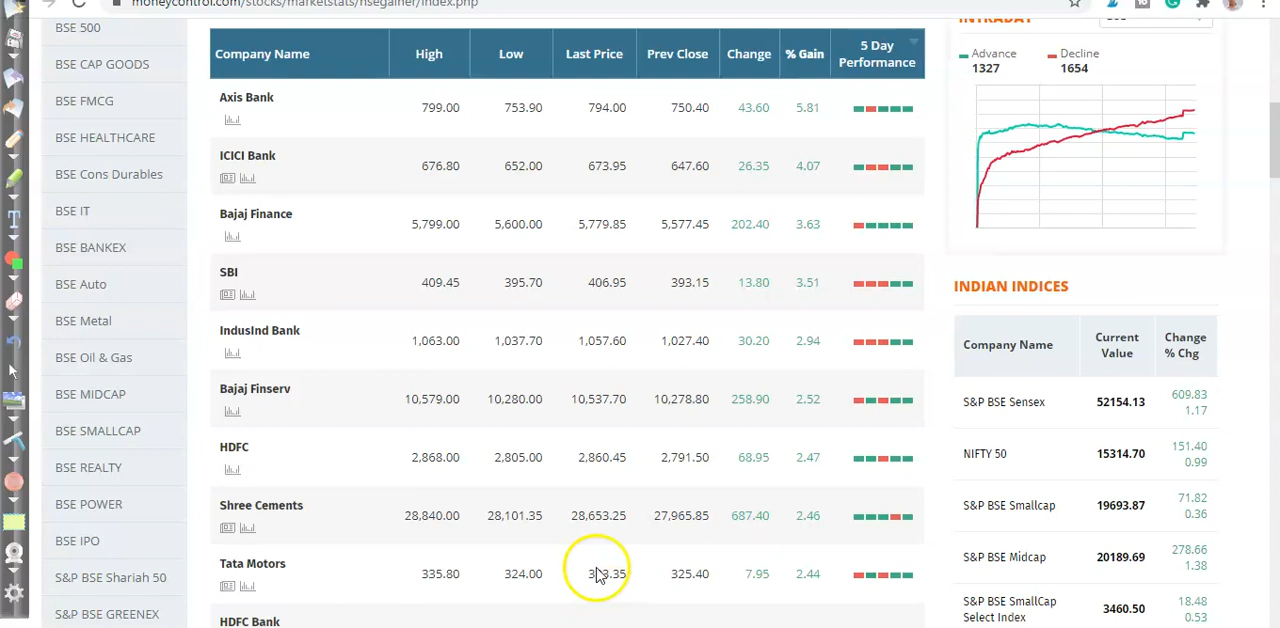 moneycontrol.com/stocks/marketstats/nsegainer/index.php
BSE 500
BSE CAP GOODS
BSE FMCG
BSE HEALTHCARE
BSE Cons Durables
BSE IT
BSE BANKEX
BSE Auto
BSE Metal
BSE Oil & Gas
BSE MIDCAP
BSE SMALLCAP
BSE REALTY
BSE POWER
BSE IPO
S&P BSE Shariah 50
S&P BSE GREENEX
Company Name High Low Last Price Prev Close Change % Gain 5 Day Performance
Axis Bank 799.00 753.90 794.00 750.40 43.60 5.81
ICICI Bank 676.80 652.00 673.95 647.60 26.35 4.07
Bajaj Finance 5,799.00 5,600.00 5,779.85 5,577.45 202.40 3.63
SBI 409.45 395.70 406.95 393.15 13.80 3.51
IndusInd Bank 1,063.00 1,037.70 1,057.60 1,027.40 30.20 2.94
Bajaj Finserv 10,579.00 10,280.00 10,537.70 10,278.80 258.90 2.52
HDFC 2,868.00 2,805.00 2,860.45 2,791.50 68.95 2.47
Shree Cements 28,840.00 28,101.35 28,653.25 27,965.85 687.40 2.46
Tata Motors 335.80 324.00 325.40 7.95 2.44
HDFC Bank
INTRADAY
Advance Decline
1327 1654
INDIAN INDICES
Company Name Current Value Change % Chg
S&P BSE Sensex 52154.13 609.83
1.17
NIFTY 50 15314.70 151.40
0.99
S&P BSE Smallcap 19693.87 71.82
0.36
S&P BSE Midcap 20189.69 278.66
1.38
S&P BSE SmallCap 3460.50 18.48
Select Index 0.53